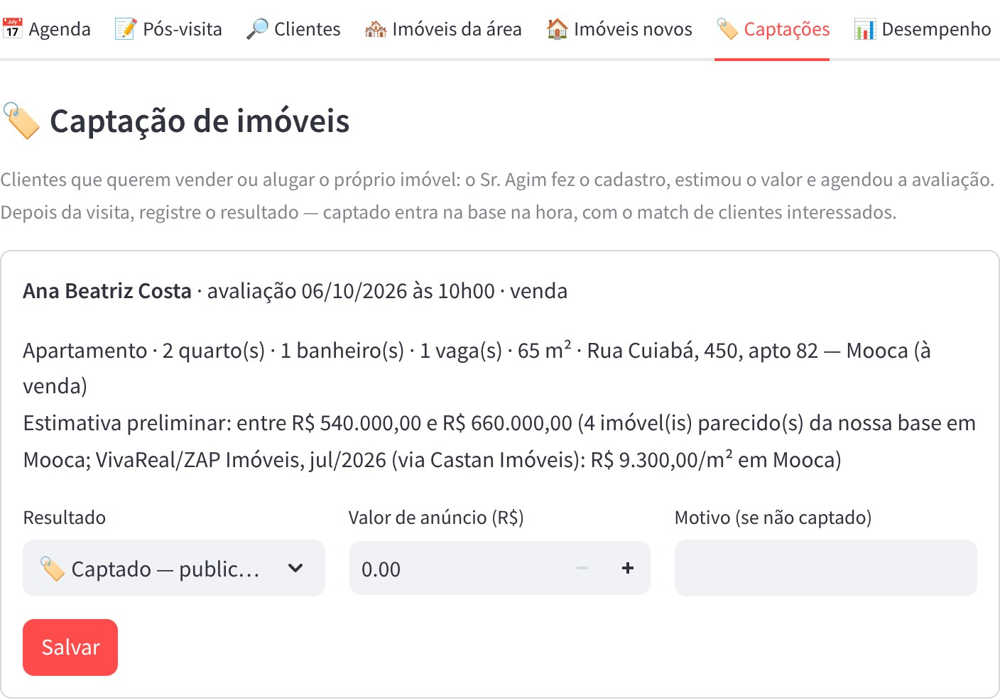 Agenda
Pós-visita
Clientes
Imóveis da área
Imóveis novos
Captações
Desempenho
Captação de imóveis
Clientes que querem vender ou alugar o próprio imóvel: o Sr. Agim fez o cadastro, estimou o valor e agendou a avaliação.
Depois da visita, registre o resultado — captado entra na base na hora, com o match de clientes interessados.
Ana Beatriz Costa · avaliação 06/10/2026 às 10h00 · venda
Apartamento · 2 quarto(s) · 1 banheiro(s) · 1 vaga(s) · 65 m² · Rua Cuiabá, 450, apto 82 — Mooca (à
venda)
Estimativa preliminar: entre R$ 540.000,00 e R$ 660.000,00 (4 imóvel(is) parecido(s) da nossa base em
Mooca; VivaReal/ZAP Imóveis, jul/2026 (via Castan Imóveis): R$ 9.300,00/m² em Mooca)
Resultado
Valor de anúncio (R$)
Motivo (se não captado)
Captado — public…
0.00
Salvar